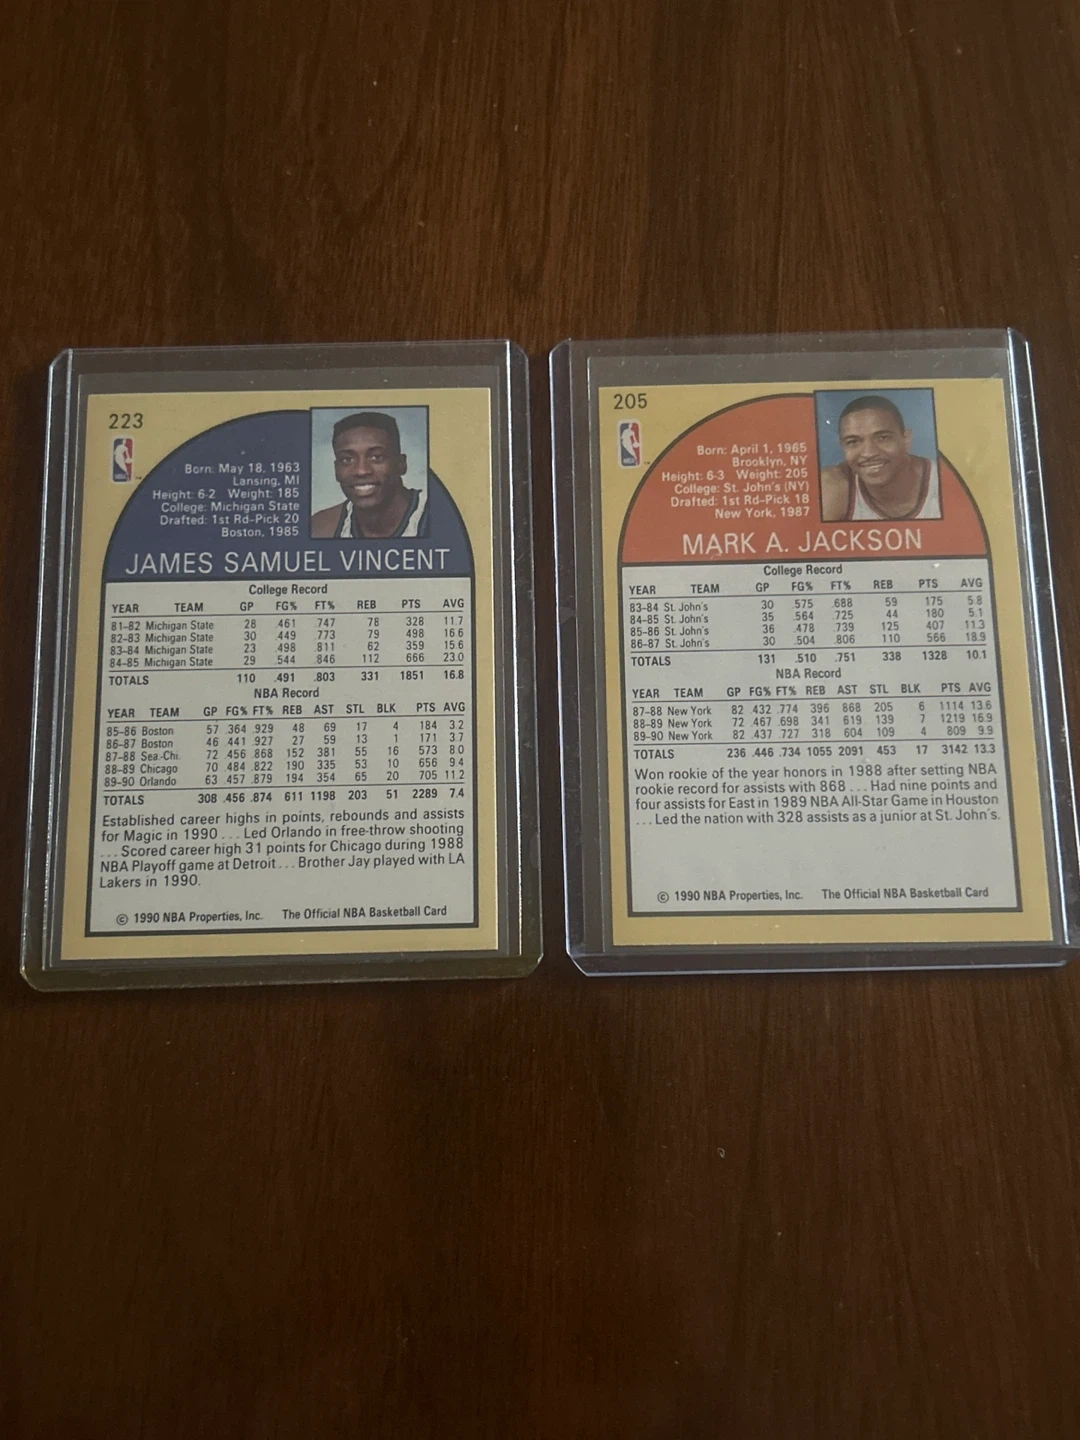 223
NBA
Born: May 18, 1963
Lansing, MI
Height: 6-2 Weight: 185
College: Michigan State
Drafted: 1st Rd-Pick 20
Boston, 1985
JAMES SAMUEL VINCENT
College Record
YEAR TEAM GP FG% FT% REB PTS AVG
81-82 Michigan State 28 .461 .747 78 328 11.7
82-83 Michigan State 30 .449 .773 79 498 16.6
83-84 Michigan State 23 .498 .811 62 359 15.6
84-85 Michigan State 29 .544 .846 112 666 23.0
TOTALS 110 .491 .803 331 1851 16.8
NBA Record
YEAR TEAM GP FG% FT% REB AST STL BLK PTS AVG
85-86 Boston 57 .364 .929 48 69 17 4 184 3.2
86-87 Boston 46 .441 .927 27 59 13 1 171 3.7
87-88 Sea.-Chi. 72 .456 .868 152 381 55 16 573 8.0
88-89 Chicago 70 .484 .822 190 335 53 10 656 9.4
89-90 Orlando 63 .457 .879 194 354 65 20 705 11.2
TOTALS 308 .456 .874 611 1198 203 51 2289 7.4
Established career highs in points, rebounds and assists
for Magic in 1990 ... Led Orlando in free-throw shooting
... Scored career high 31 points for Chicago during 1988
NBA Playoff game at Detroit ... Brother Jay played with LA
Lakers in 1990.
© 1990 NBA Properties, Inc. The Official NBA Basketball Card
205
NBA
Born: April 1, 1965
Brooklyn, NY
Height: 6-3 Weight: 205
College: St. John's (NY)
Drafted: 1st Rd-Pick 18
New York, 1987
MARK A. JACKSON
College Record
YEAR TEAM GP FG% FT% REB PTS AVG
83-84 St. John's 30 .575 .688 59 175 5.8
84-85 St. John's 35 .564 .725 44 180 5.1
85-86 St. John's 36 .478 .739 125 407 11.3
86-87 St. John's 30 .504 .806 110 566 18.9
TOTALS 131 .510 .751 338 1328 10.1
NBA Record
YEAR TEAM GP FG% FT% REB AST STL BLK PTS AVG
87-88 New York 82 .432 .774 396 868 205 6 1114 13.6
88-89 New York 72 .467 .698 341 619 139 7 1219 16.9
89-90 New York 82 .437 .727 318 604 109 4 809 9.9
TOTALS 236 .446 .734 1055 2091 453 17 3142 13.3
Won rookie of the year honors in 1988 after setting NBA
rookie record for assists with 868 ... Had nine points and
four assists for East in 1989 NBA All-Star Game in Houston
... Led the nation with 328 assists as a junior at St. John's.
© 1990 NBA Properties, Inc. The Official NBA Basketball Card